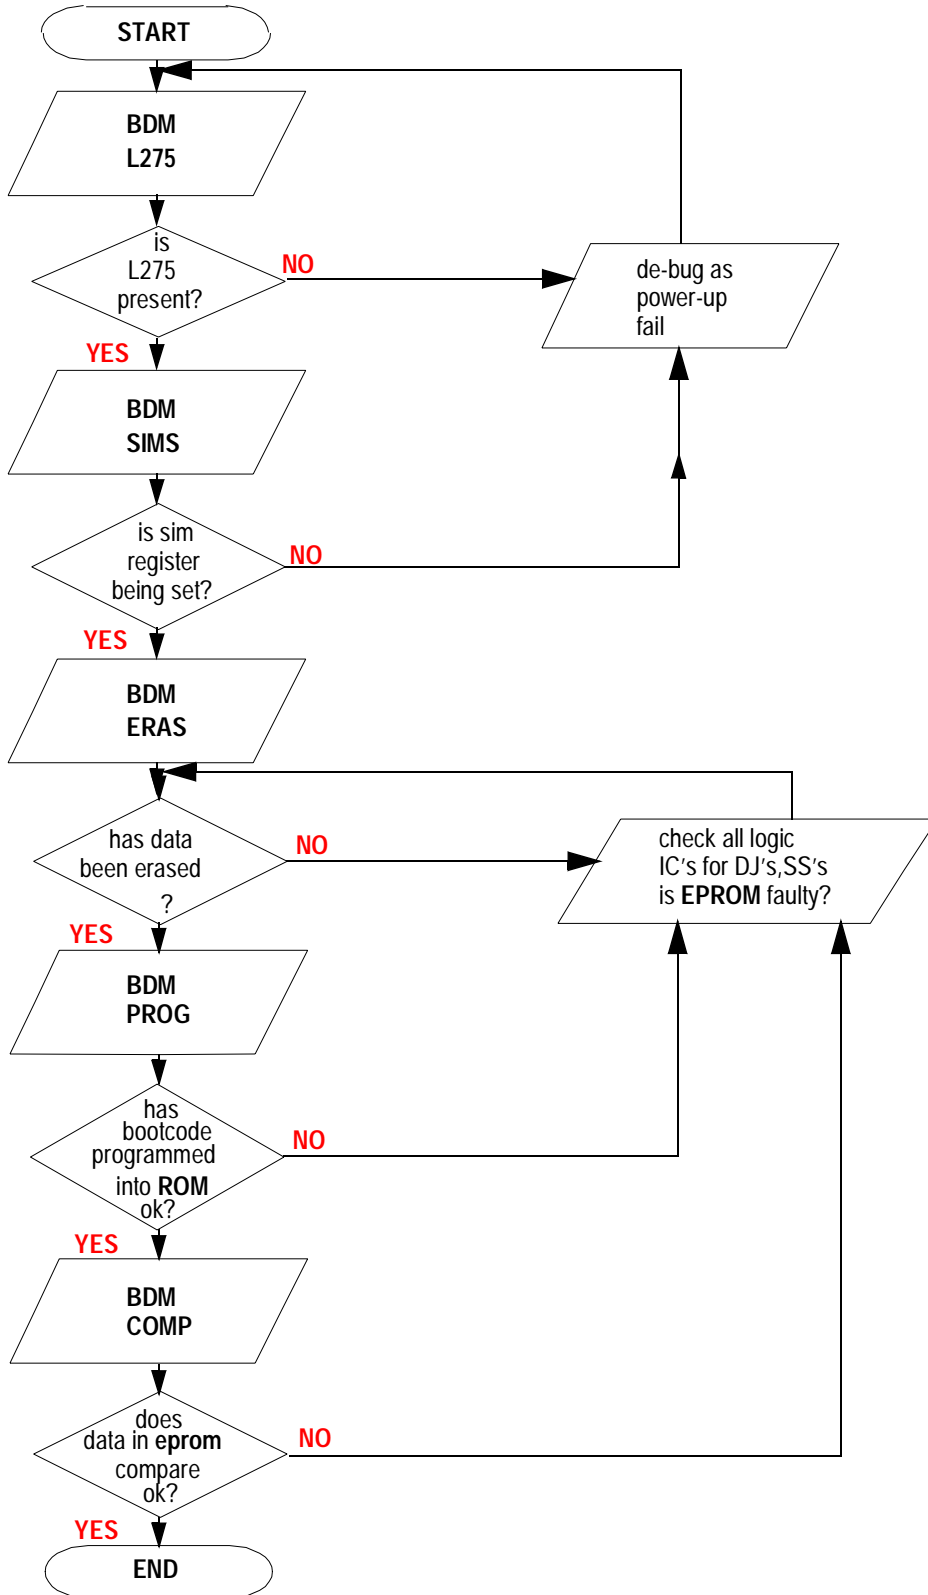 START
BDM
L275
is
L275
present?
NO
de-bug as
power-up
fail
YES
BDM
SIMS
is sim
register
being set?
NO
YES
BDM
ERAS
has data
been erased
?
NO
check all logic
IC's for DJ's,SS's
is EPROM faulty?
YES
BDM
PROG
has
bootcode
programmed
into ROM
ok?
NO
YES
BDM
COMP
does
data in eprom
compare
ok?
NO
YES
END